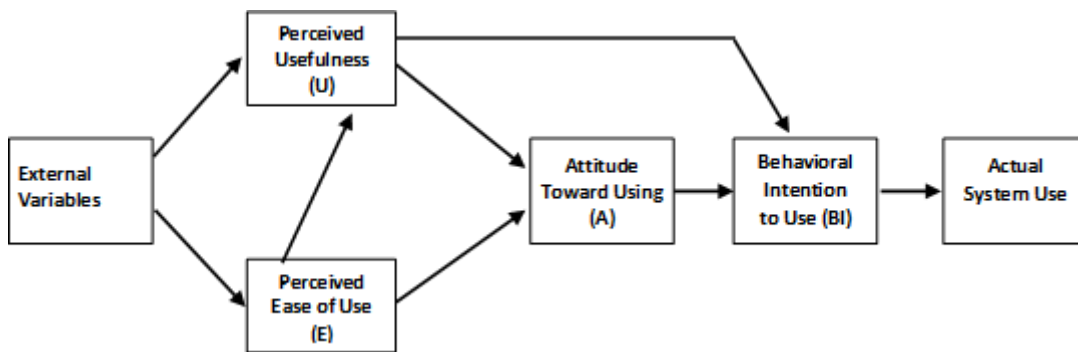 Perceived
Usefulness
(U)
External
Variables
Perceived
Ease of Use
(E)
Attitude
Toward Using
(A)
Behavioral
Intention
to Use (BI)
Actual
System Use